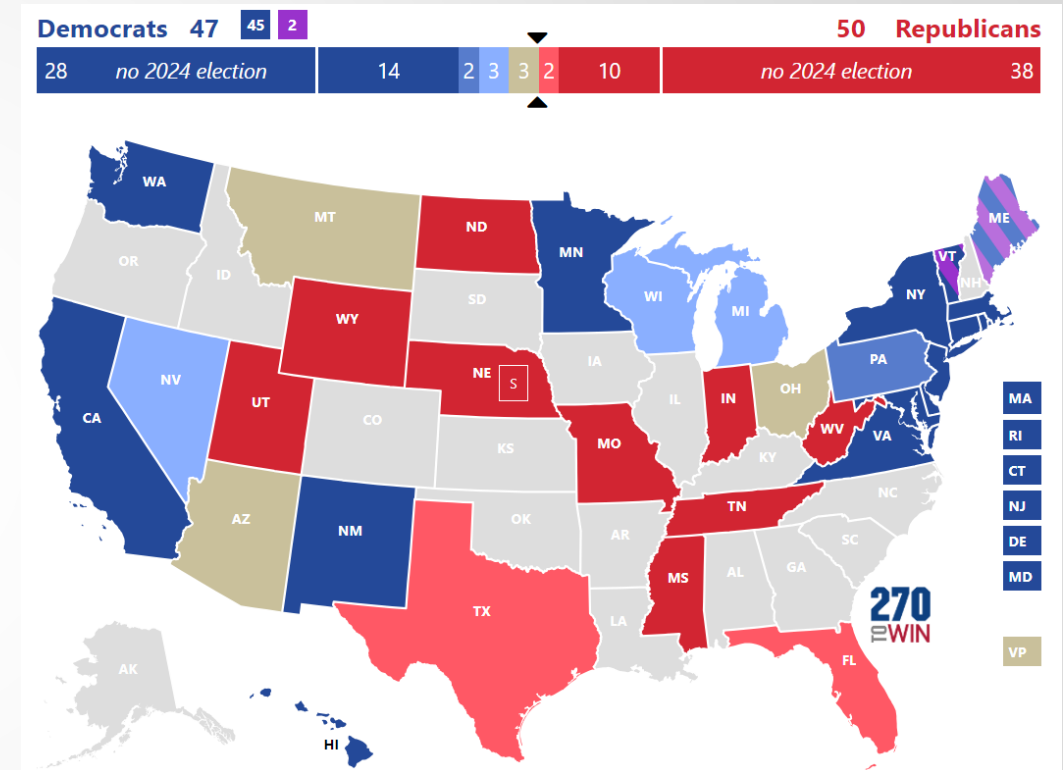 Democrats 47 45 2 50 Republicans
28 no 2024 election 14 2 3 3 2 10 no 2024 election 38
WA
MT
ND
MN
ME
VT
NH
OR
ID
SD
WI
MI
NY
WY
IA
PA
NE S
NV
UT
CO
IL
IN
OH
MA
CA
KS
MO
KY
WV
VA
RI
CT
AZ
NM
OK
AR
TN
NC
NJ
DE
MS
AL
GA
SC
MD
TX
LA
270
TO WIN
FL
VP
AK
HI